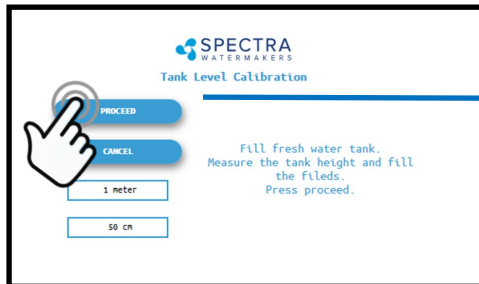 SPECTRA
WATERMAKERS
Tank Level Calibration
PROCEED
CANCEL
1 meter
50 cm
Fill fresh water tank.
Measure the tank height and fill
the fileds.
Press proceed.